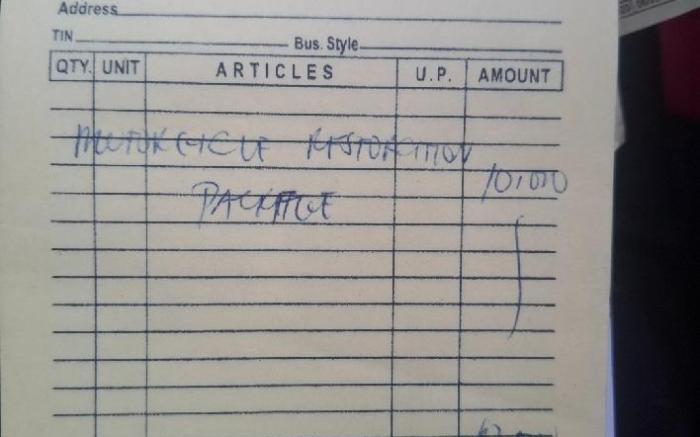 Address
TIN Bus. Style
QTY. UNIT ARTICLES U.P. AMOUNT
MOTORCYCLE RESTORATION
10,000
PACKAGE